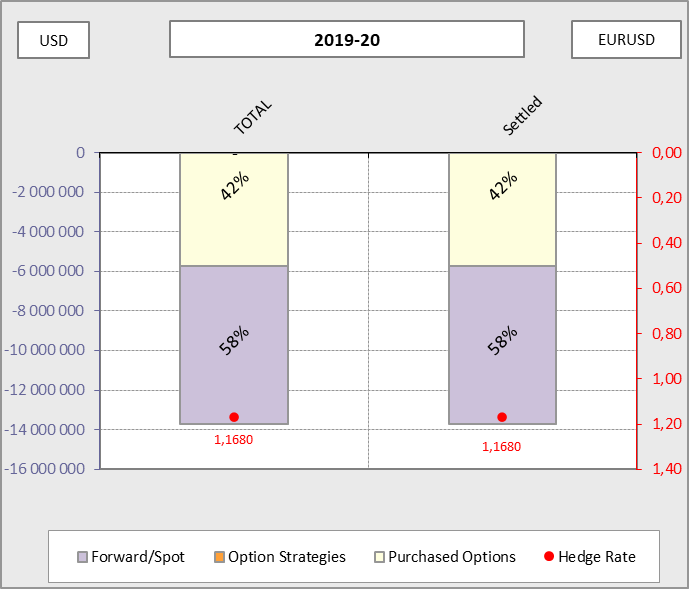 USD
2019-20
EURUSD
TOTAL
Settled
0
-2 000 000
-4 000 000
-6 000 000
-8 000 000
-10 000 000
-12 000 000
-14 000 000
-16 000 000
42%
42%
58%
58%
1,1680
1,1680
0,00
0,20
0,40
0,60
0,80
1,00
1,20
1,40
Forward/Spot
Option Strategies
Purchased Options
Hedge Rate